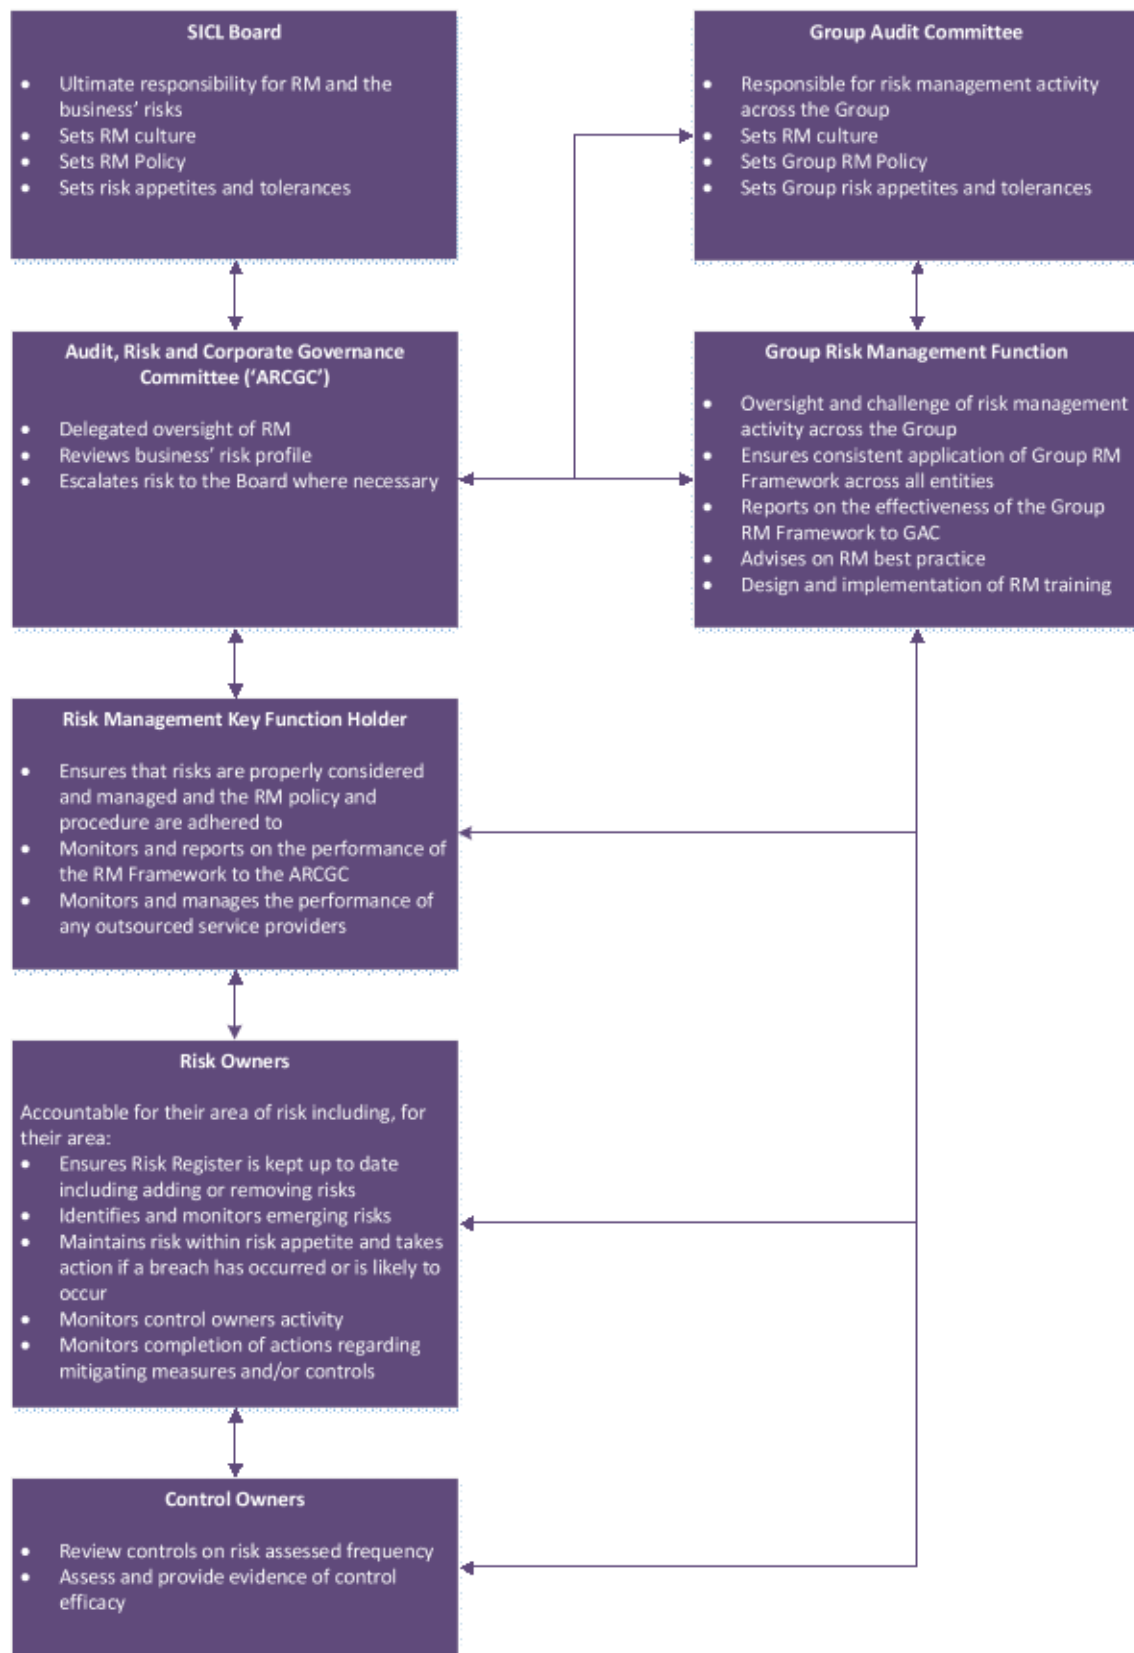 SICL Board
• Ultimate responsibility for RM and the
business’ risks
• Sets RM culture
• Sets RM Policy
• Sets risk appetites and tolerances
Group Audit Committee
• Responsible for risk management activity
across the Group
• Sets RM culture
• Sets Group RM Policy
• Sets Group risk appetites and tolerances
Audit, Risk and Corporate Governance
Committee (‘ARCGC’)
• Delegated oversight of RM
• Reviews business’ risk profile
• Escalates risk to the Board where necessary
Group Risk Management Function
• Oversight and challenge of risk management
activity across the Group
• Ensures consistent application of Group RM
Framework across all entities
• Reports on the effectiveness of the Group
RM Framework to GAC
• Advises on RM best practice
• Design and implementation of RM training
Risk Management Key Function Holder
• Ensures that risks are properly considered
and managed and the RM policy and
procedure are adhered to
• Monitors and reports on the performance of
the RM Framework to the ARCGC
• Monitors and manages the performance of
any outsourced service providers
Risk Owners
Accountable for their area of risk including, for
their area:
• Ensures Risk Register is kept up to date
including adding or removing risks
• Identifies and monitors emerging risks
• Maintains risk within risk appetite and takes
action if a breach has occurred or is likely to
occur
• Monitors control owners activity
• Monitors completion of actions regarding
mitigating measures and/or controls
Control Owners
• Review controls on risk assessed frequency
• Assess and provide evidence of control
efficacy